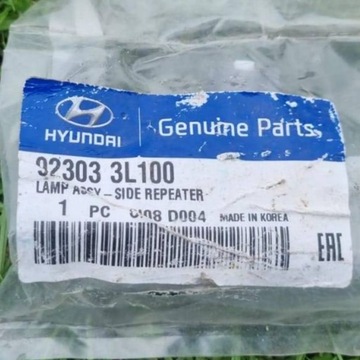 HYUNDAI
Genuine Parts
92303 3L100
LAMP ASSY-SIDE REPEATER
1 PC D004 MADE IN KOREA
EAC